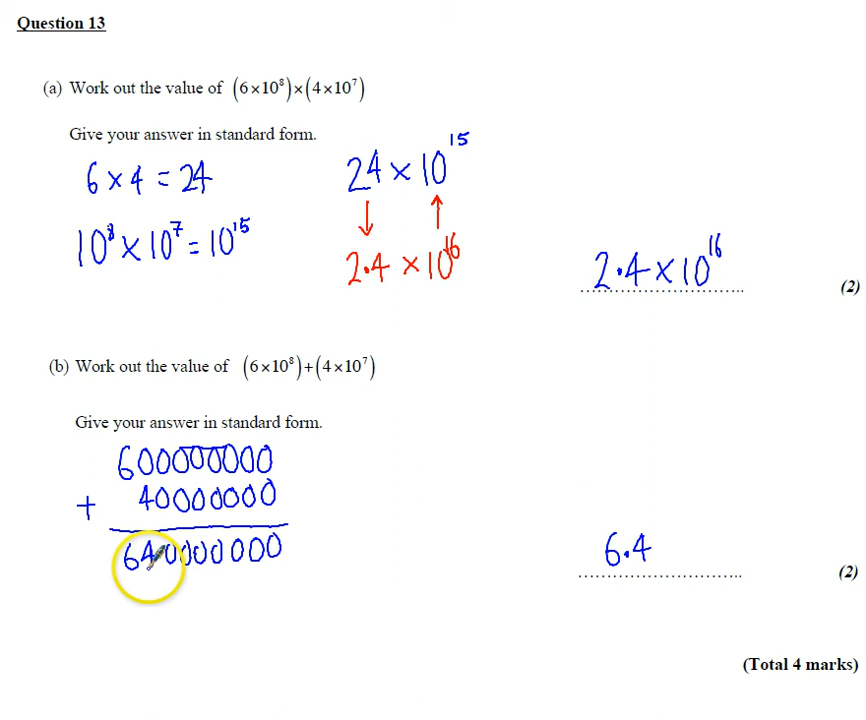 Question 13
(a) Work out the value of (6×10⁸)×(4×10⁷)
Give your answer in standard form.
6 × 4 = 24
10⁸ × 10⁷ = 10¹⁵
24 × 10¹⁵
2.4 × 10¹⁶
2.4 × 10¹⁶
(2)
(b) Work out the value of (6×10⁸)+(4×10⁷)
Give your answer in standard form.
600000000
+ 40000000
640000000
6.4
(2)
(Total 4 marks)